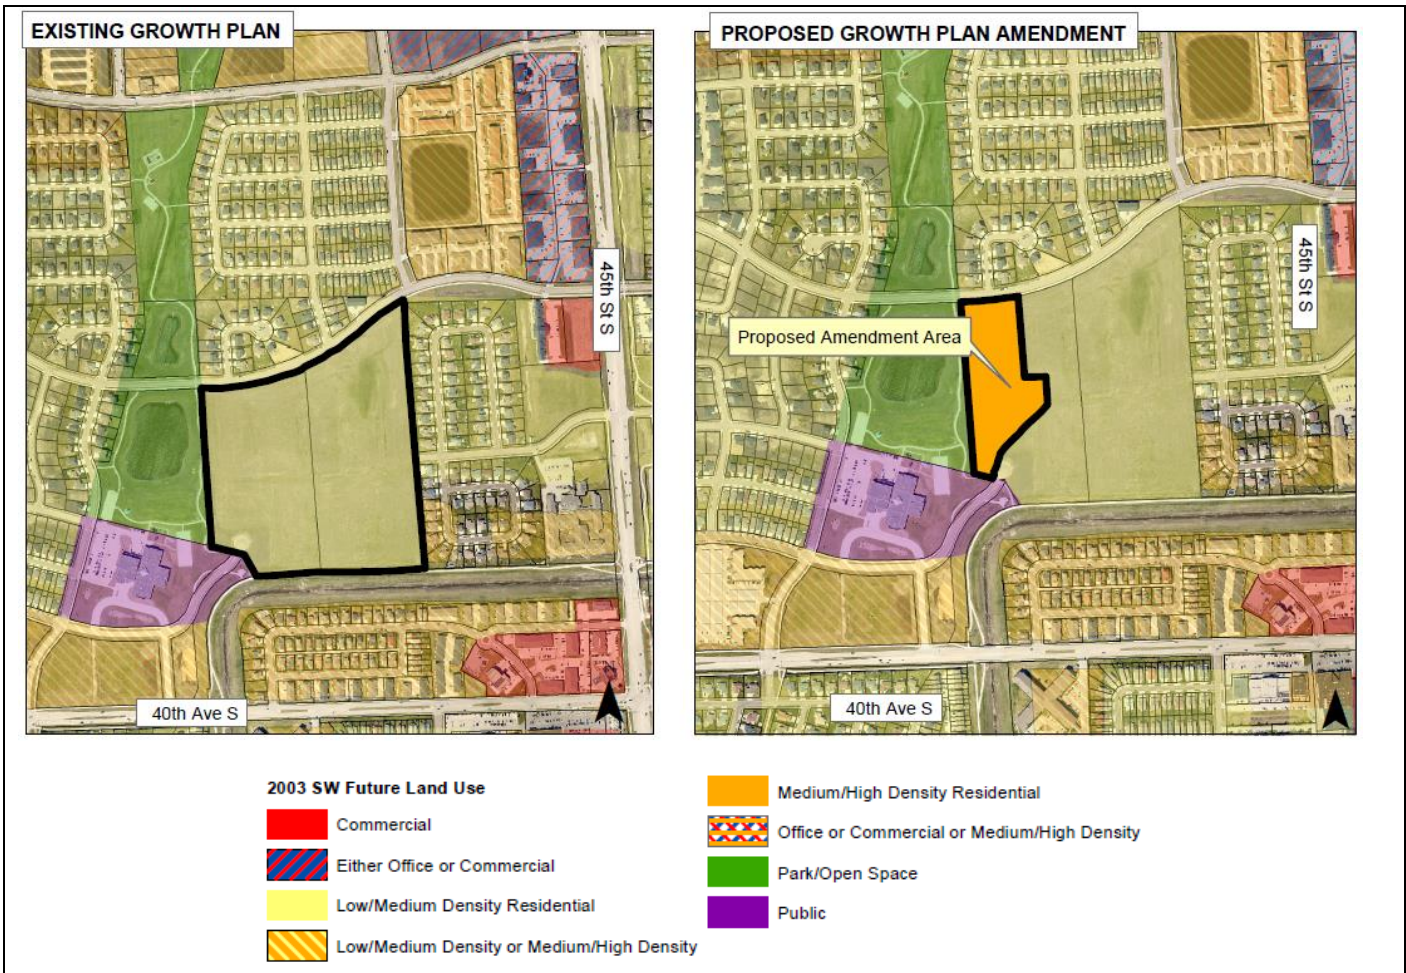 EXISTING GROWTH PLAN
45th St S
40th Ave S
PROPOSED GROWTH PLAN AMENDMENT
Proposed Amendment Area
45th St S
40th Ave S
2003 SW Future Land Use
Commercial
Either Office or Commercial
Low/Medium Density Residential
Low/Medium Density or Medium/High Density
Medium/High Density Residential
Office or Commercial or Medium/High Density
Park/Open Space
Public